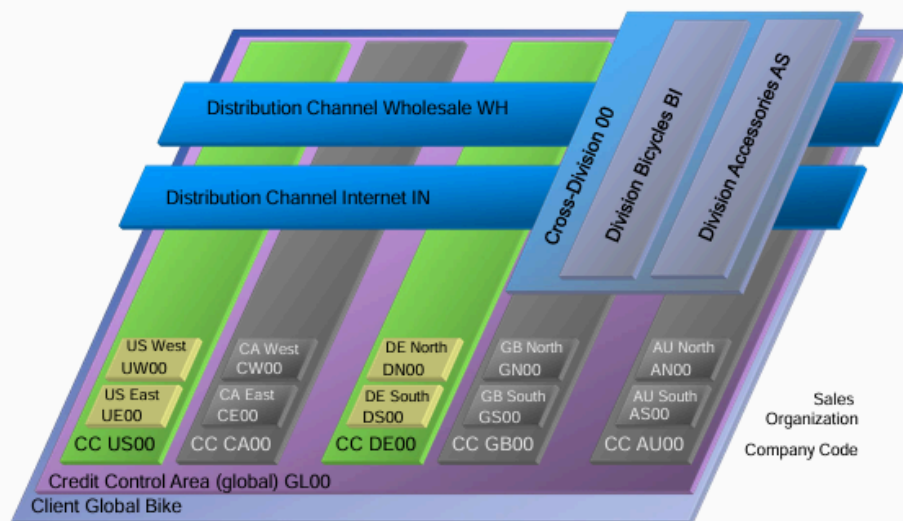 Distribution Channel Wholesale WH
Distribution Channel Internet IN
Cross-Division 00
Division Bicycles BI
Division Accessories AS
US West
UW00
CA West
CW00
DE North
DN00
GB North
GN00
AU North
AN00
US East
UE00
CA East
CE00
DE South
DS00
GB South
GS00
AU South
AS00
Sales
Organization
CC US00
CC CA00
CC DE00
CC GB00
CC AU00
Company Code
Credit Control Area (global) GL00
Client Global Bike